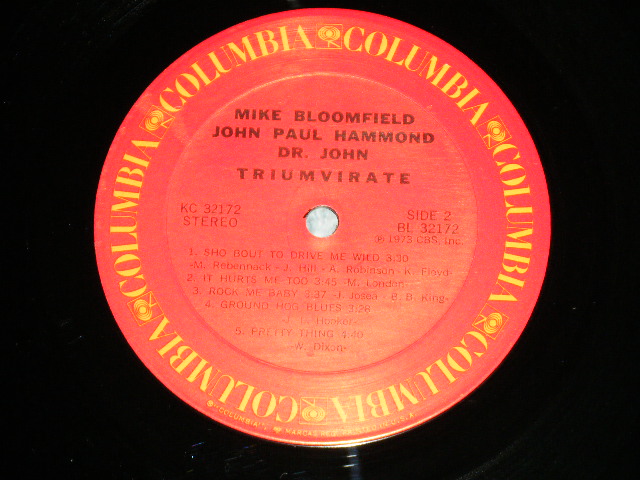 COLUMBIA COLUMBIA COLUMBIA COLUMBIA COLUMBIA COLUMBIA
MIKE BLOOMFIELD
JOHN PAUL HAMMOND
DR. JOHN
TRIUMVIRATE
KC 32172
STEREO
SIDE 2
BL 32172
℗ 1973 CBS, Inc.
1. SHO BOUT TO DRIVE ME WILD 3:30
-M. Rebennack - J. Hill - A. Robinson - K. Floyd-
2. IT HURTS ME TOO 3:45 -M. London-
3. ROCK ME BABY 3:37 -J. Josea - B. B. King-
4. GROUND HOG BLUES 3:28
-J. L. Hooker-
5. PRETTY THING 4:40
-W. Dixon-